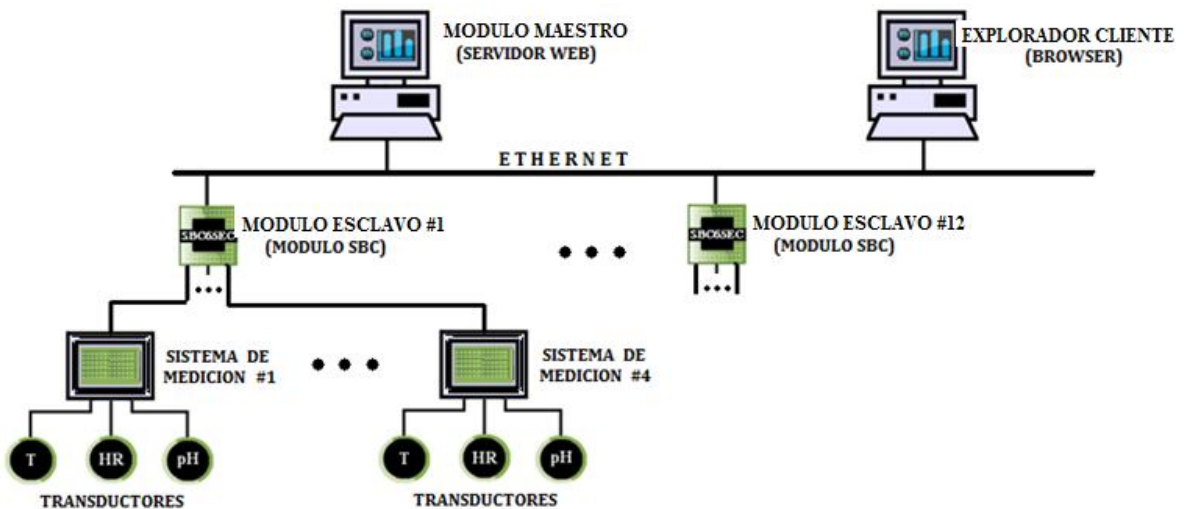 MODULO MAESTRO
(SERVIDOR WEB)
EXPLORADOR CLIENTE
(BROWSER)
ETHERNET
SBC65EC
MODULO ESCLAVO #1
(MODULO SBC)
SBC65EC
MODULO ESCLAVO #12
(MODULO SBC)
SISTEMA DE
MEDICION #1
SISTEMA DE
MEDICION #4
T
HR
pH
T
HR
pH
TRANSDUCTORES
TRANSDUCTORES